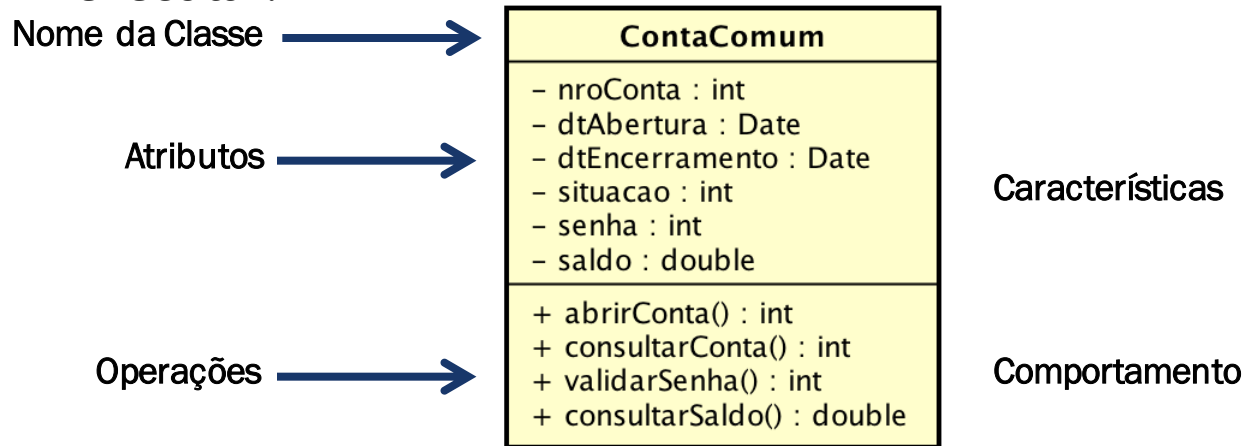 Nome da Classe
ContaComum
Atributos
- nroConta : int
- dtAbertura : Date
- dtEncerramento : Date
- situacao : int
- senha : int
- saldo : double
Características
Operações
+ abrirConta() : int
+ consultarConta() : int
+ validarSenha() : int
+ consultarSaldo() : double
Comportamento